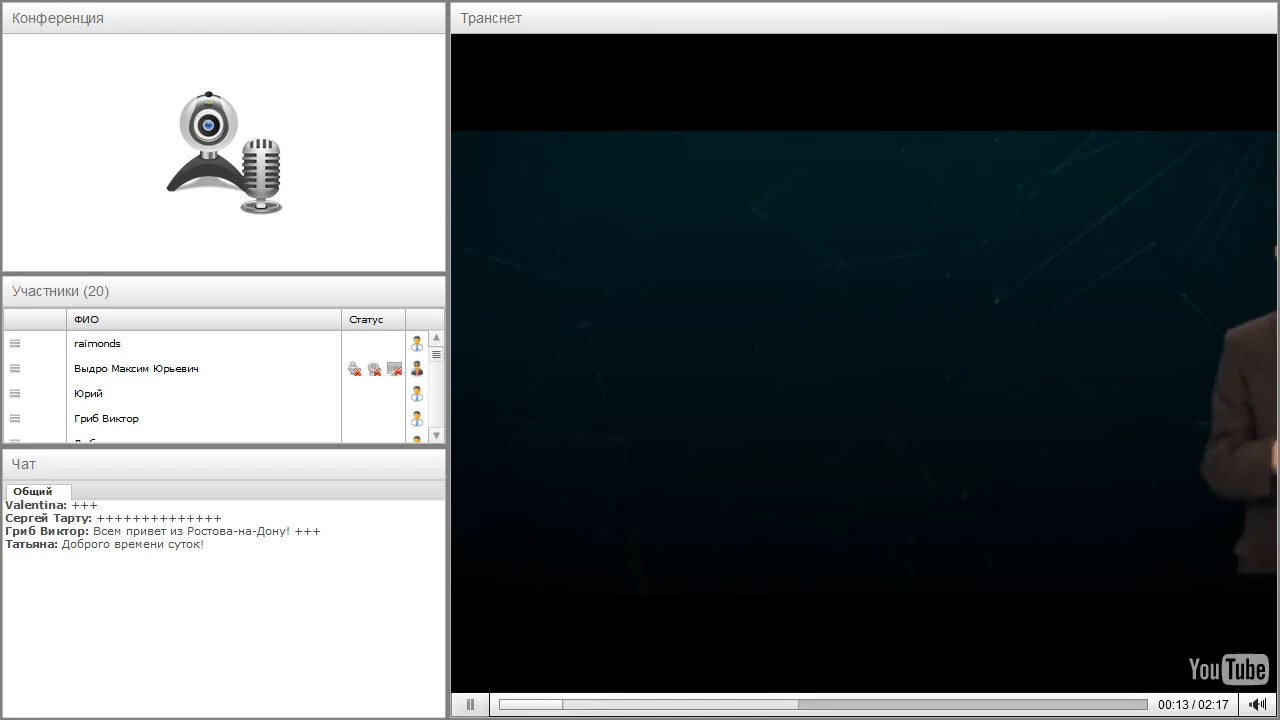 Конференция
Транснет
Участники (20)
ФИО Статус
raimonds
Выдро Максим Юрьевич
Юрий
Гриб Виктор
Чат
Общий
Valentina: +++
Сергей Тарту: ++++++++++++++
Гриб Виктор: Всем привет из Ростова-на-Дону! +++
Татьяна: Доброго времени суток!
YouTube
00:13 / 02:17